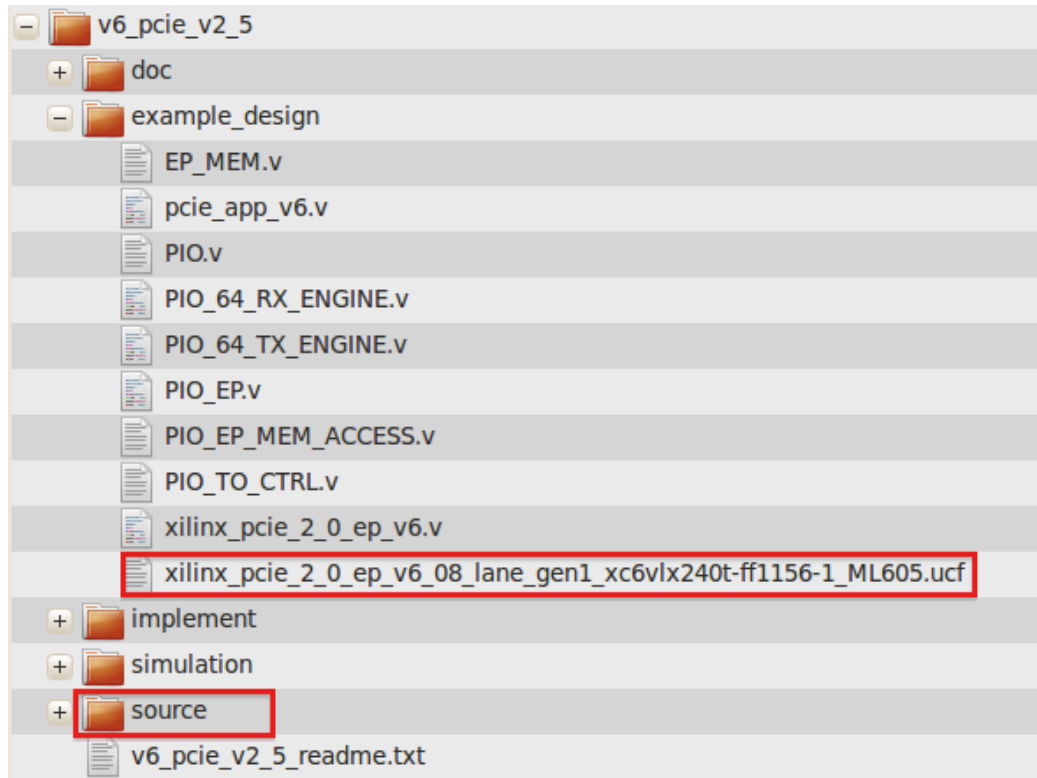 v6_pcie_v2_5
doc
example_design
EP_MEM.v
pcie_app_v6.v
PIO.v
PIO_64_RX_ENGINE.v
PIO_64_TX_ENGINE.v
PIO_EP.v
PIO_EP_MEM_ACCESS.v
PIO_TO_CTRL.v
xilinx_pcie_2_0_ep_v6.v
xilinx_pcie_2_0_ep_v6_08_lane_gen1_xc6vlx240t-ff1156-1_ML605.ucf
implement
simulation
source
v6_pcie_v2_5_readme.txt